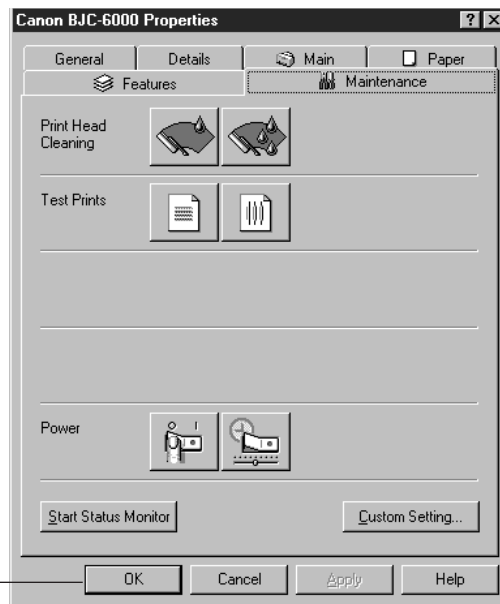 Canon BJC-6000 Properties
General Details Main Paper
Features Maintenance
Print Head
Cleaning
Test Prints
Power
Start Status Monitor Custom Setting...
OK Cancel Apply Help